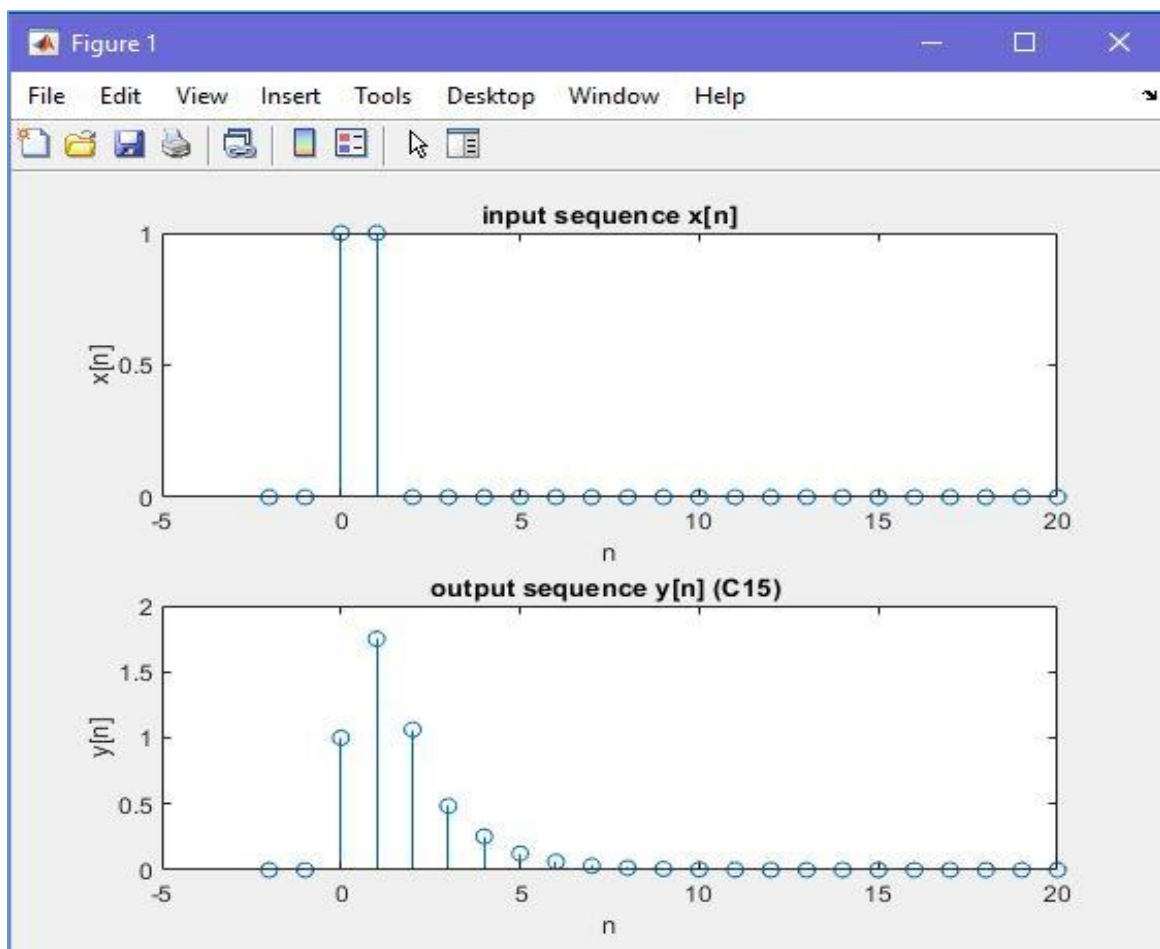 Figure 1
File Edit View Insert Tools Desktop Window Help
input sequence x[n]
1
0.5
0
x[n]
-5 0 5 10 15 20
n
output sequence y[n] (C15)
2
1.5
1
0.5
0
y[n]
-5 0 5 10 15 20
n